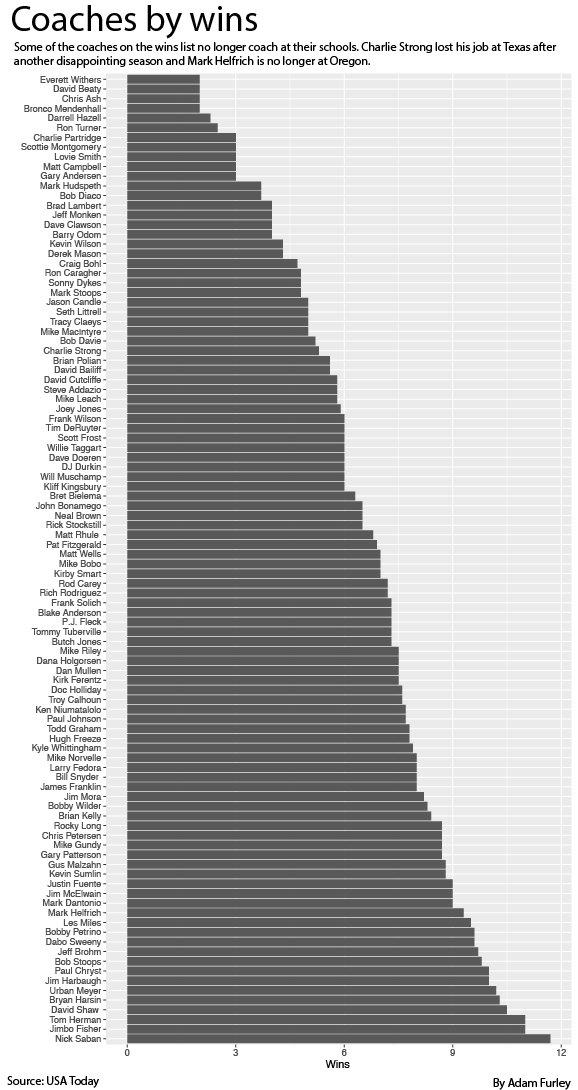 Coaches by wins
Some of the coaches on the wins list no longer coach at their schools. Charlie Strong lost his job at Texas after
another disappointing season and Mark Helfrich is no longer at Oregon.
Everett Withers
David Beaty
Chris Ash
Bronco Mendenhall
Darrell Hazell
Ron Turner
Charlie Partridge
Scottie Montgomery
Lovie Smith
Matt Campbell
Gary Andersen
Mark Hudspeth
Bob Diaco
Brad Lambert
Jeff Monken
Dave Clawson
Barry Odom
Kevin Wilson
Derek Mason
Craig Bohl
Ron Caragher
Sonny Dykes
Mark Stoops
Jason Candle
Seth Littrell
Tracy Claeys
Mike MacIntyre
Bob Davie
Charlie Strong
Brian Polian
David Bailiff
David Cutcliffe
Steve Addazio
Mike Leach
Joey Jones
Frank Wilson
Tim DeRuyter
Scott Frost
Willie Taggart
Dave Doeren
DJ Durkin
Will Muschamp
Kliff Kingsbury
Bret Bielema
John Bonamego
Neal Brown
Rick Stockstill
Matt Rhule
Pat Fitzgerald
Matt Wells
Mike Bobo
Kirby Smart
Rod Carey
Rich Rodriguez
Frank Solich
Blake Anderson
P.J. Fleck
Tommy Tuberville
Butch Jones
Mike Riley
Dana Holgorsen
Dan Mullen
Kirk Ferentz
Doc Holliday
Troy Calhoun
Ken Niumatalolo
Paul Johnson
Todd Graham
Hugh Freeze
Kyle Whittingham
Mike Norvelle
Larry Fedora
Bill Snyder
James Franklin
Jim Mora
Bobby Wilder
Brian Kelly
Rocky Long
Chris Petersen
Mike Gundy
Gary Patterson
Gus Malzahn
Kevin Sumlin
Justin Fuente
Jim McElwain
Mark Dantonio
Mark Helfrich
Les Miles
Bobby Petrino
Dabo Sweeny
Jeff Brohm
Bob Stoops
Paul Chryst
Jim Harbaugh
Urban Meyer
Bryan Harsin
David Shaw
Tom Herman
Jimbo Fisher
Nick Saban
0 3 6 9 12
Wins
Source: USA Today
By Adam Furley